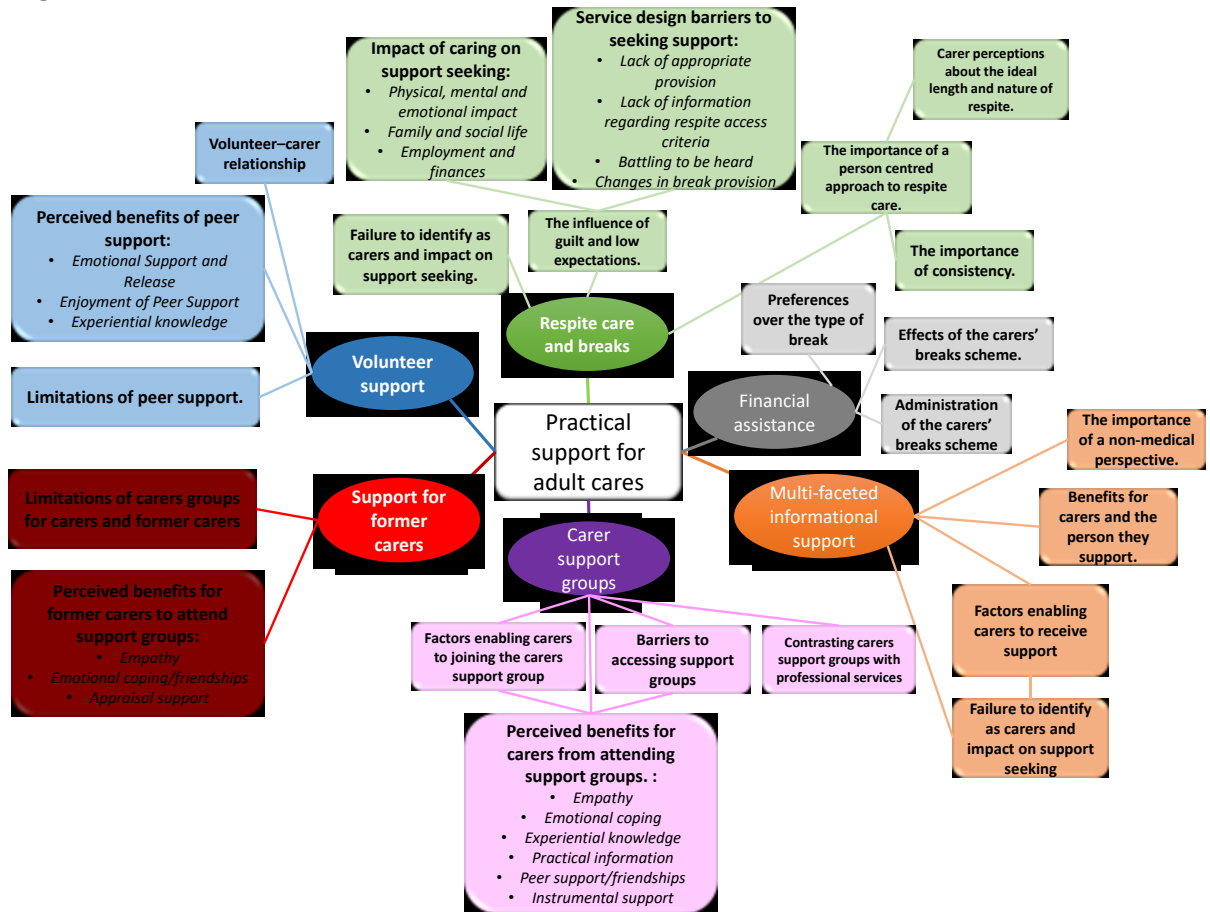 Service design barriers to
seeking support:
• Lack of appropriate
provision
• Lack of information
regarding respite access
criteria
• Battling to be heard
• Changes in break provision
Impact of caring on
support seeking:
• Physical, mental and
emotional impact
• Family and social life
• Employment and
finances
Carer perceptions
about the ideal
length and nature of
respite.
Volunteer–carer
relationship
The importance of a
person centred
approach to respite
care.
Perceived benefits of peer
support:
• Emotional Support and
Release
• Enjoyment of Peer Support
• Experiential knowledge
Failure to identify as
carers and impact on
support seeking.
The influence of
guilt and low
expectations.
The importance
of consistency.
Respite care
and breaks
Preferences
over the type of
break
Effects of the carers’
breaks scheme.
Volunteer
support
Limitations of peer support.
Financial
assistance
Administration
of the carers’
breaks scheme
Practical
support for
adult cares
The importance
of a non-medical
perspective.
Limitations of carers groups
for carers and former carers
Support for
former
carers
Carer
support
groups
Multi-faceted
informational
support
Benefits for
carers and the
person they
support.
Perceived benefits for
former carers to attend
support groups:
• Empathy
• Emotional coping/friendships
• Appraisal support
Factors enabling carers
to joining the carers
support group
Barriers to
accessing support
groups
Contrasting carers
support groups with
professional services
Factors enabling
carers to receive
support
Failure to identify
as carers and
impact on support
seeking
Perceived benefits for
carers from attending
support groups. :
• Empathy
• Emotional coping
• Experiential knowledge
• Practical information
• Peer support/friendships
• Instrumental support